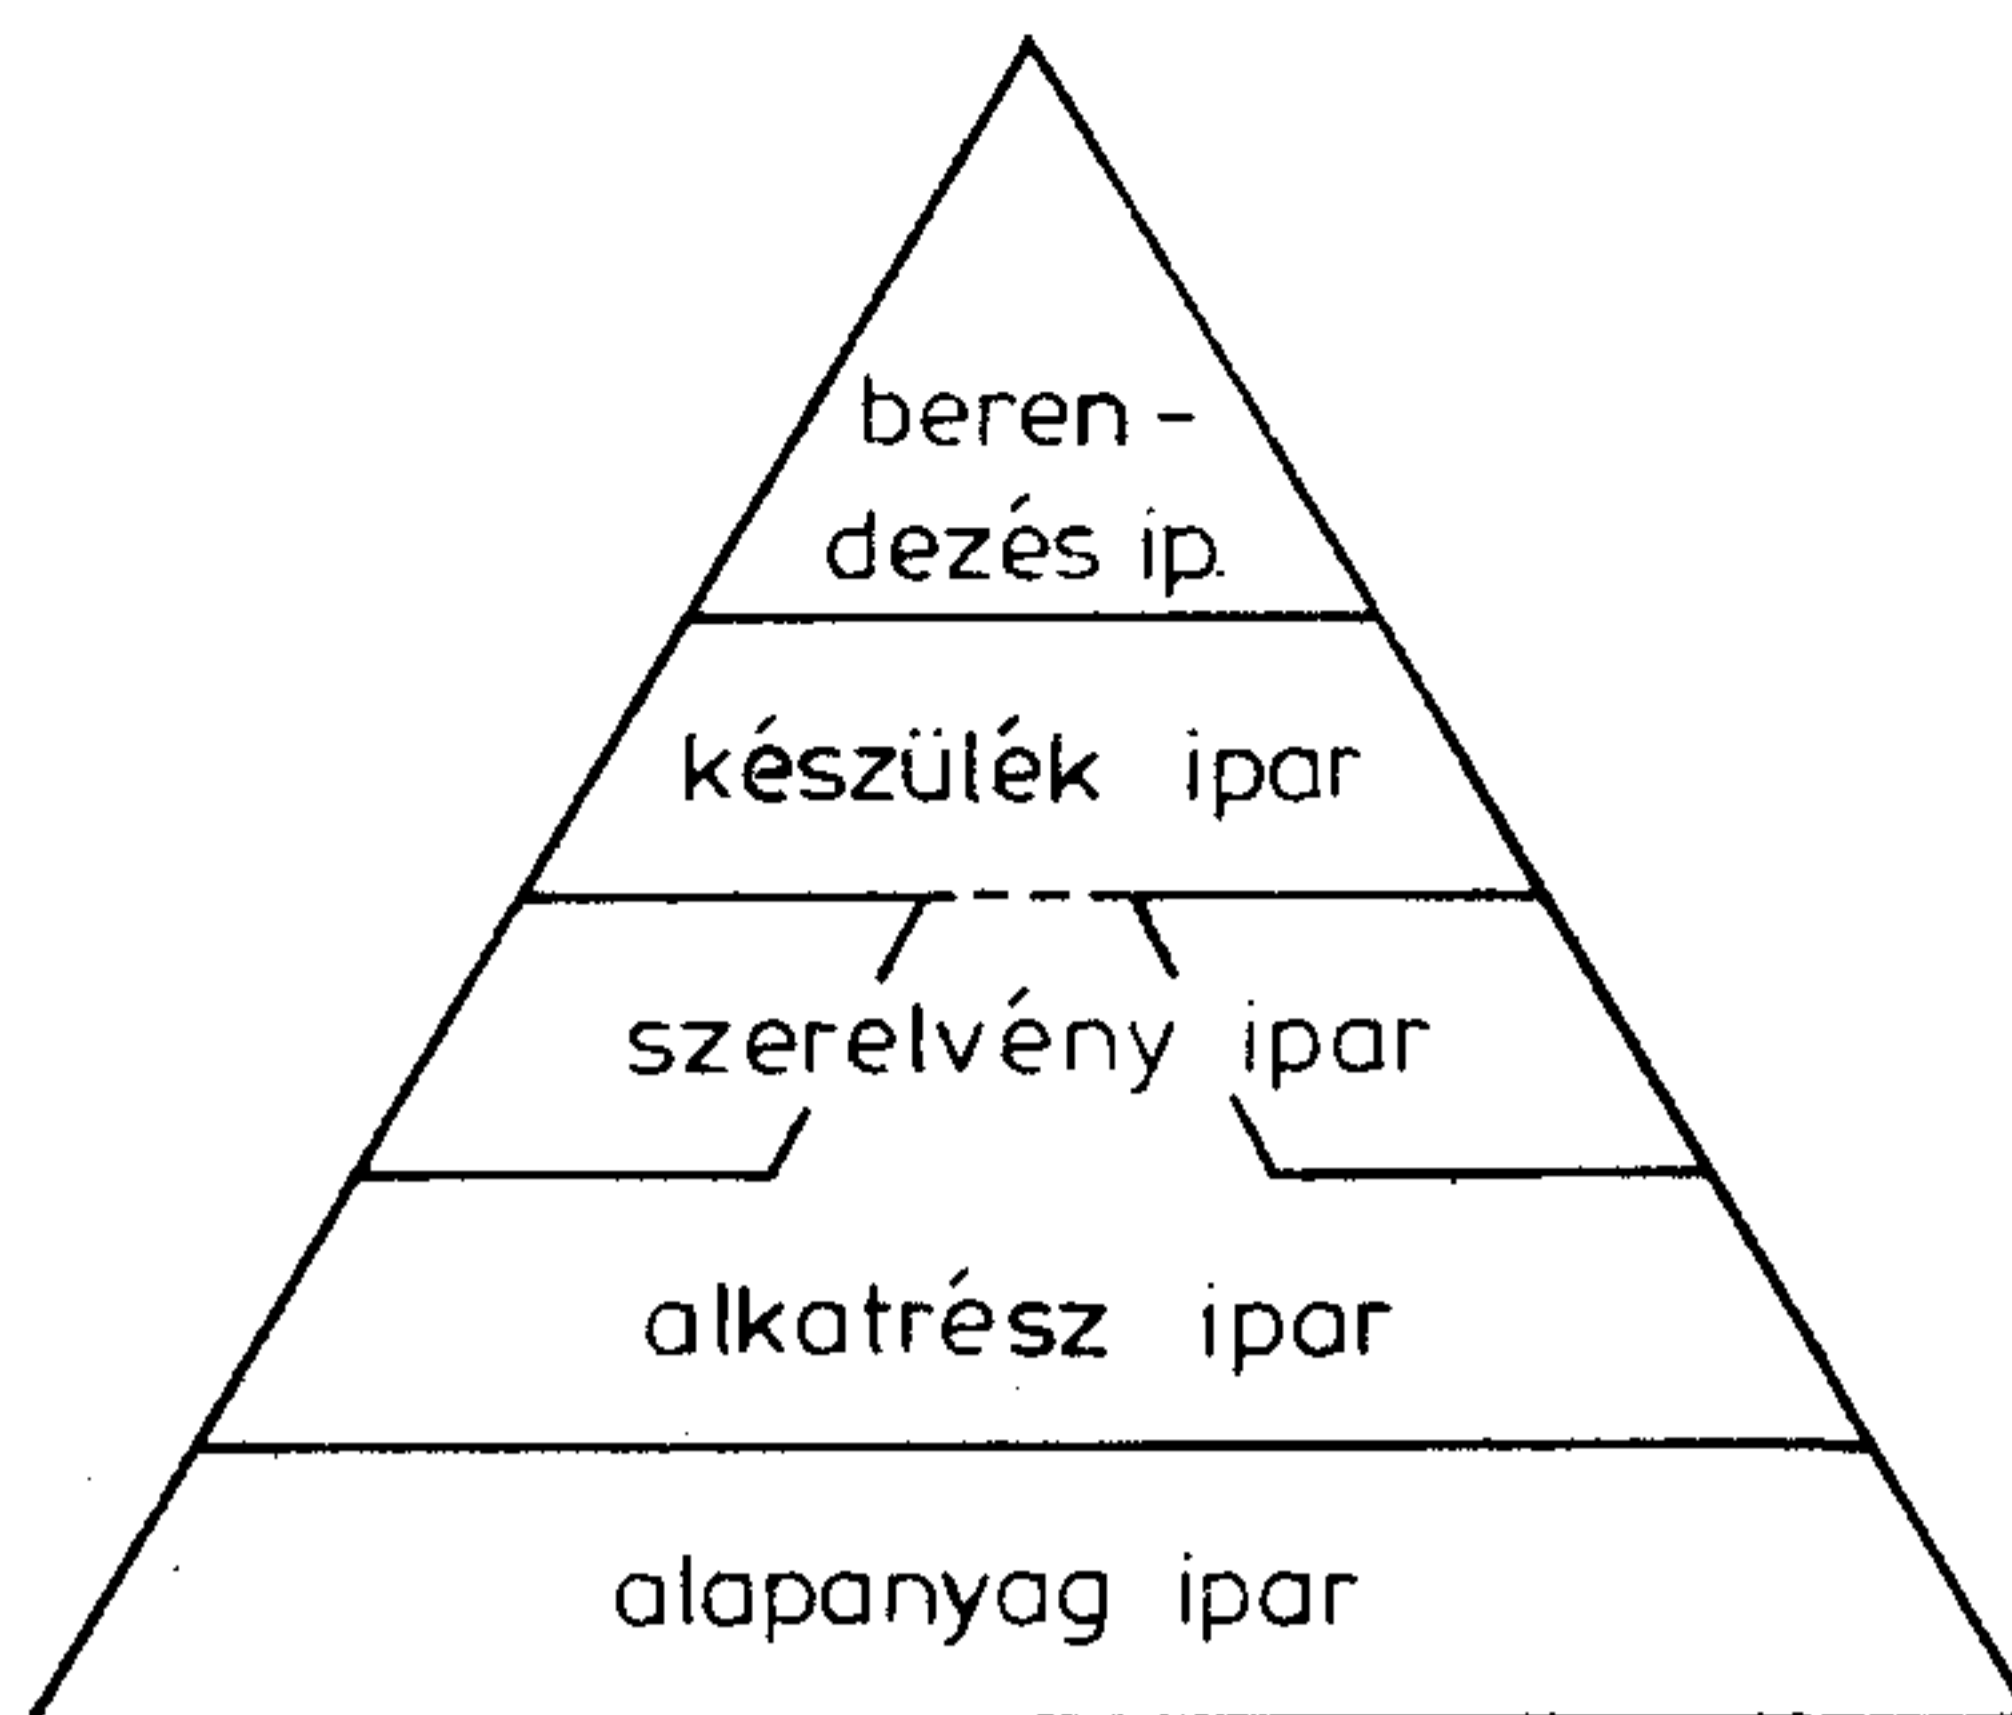 beren-
dezés ip.
készülék ipar
szerelvény ipar
alkatrész ipar
alapanyag ipar